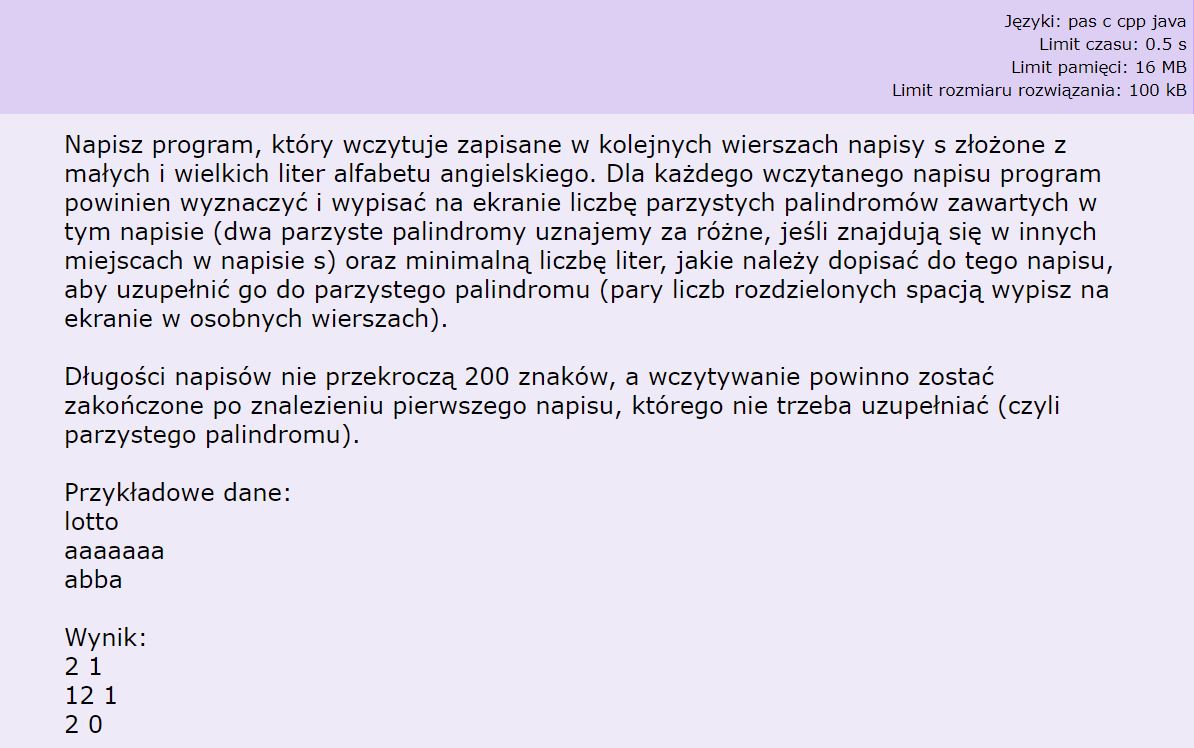 Języki: pas c cpp java
Limit czasu: 0.5 s
Limit pamięci: 16 MB
Limit rozmiaru rozwiązania: 100 kB
Napisz program, który wczytuje zapisane w kolejnych wierszach napisy s złożone z
małych i wielkich liter alfabetu angielskiego. Dla każdego wczytanego napisu program
powinien wyznaczyć i wypisać na ekranie liczbę parzystych palindromów zawartych w
tym napisie (dwa parzyste palindromy uznajemy za różne, jeśli znajdują się w innych
miejscach w napisie s) oraz minimalną liczbę liter, jakie należy dopisać do tego napisu,
aby uzupełnić go do parzystego palindromu (pary liczb rozdzielonych spacją wypisz na
ekranie w osobnych wierszach).
Długości napisów nie przekroczą 200 znaków, a wczytywanie powinno zostać
zakończone po znalezieniu pierwszego napisu, którego nie trzeba uzupełniać (czyli
parzystego palindromu).
Przykładowe dane:
lotto
aaaaaaa
abba
Wynik:
2 1
12 1
2 0